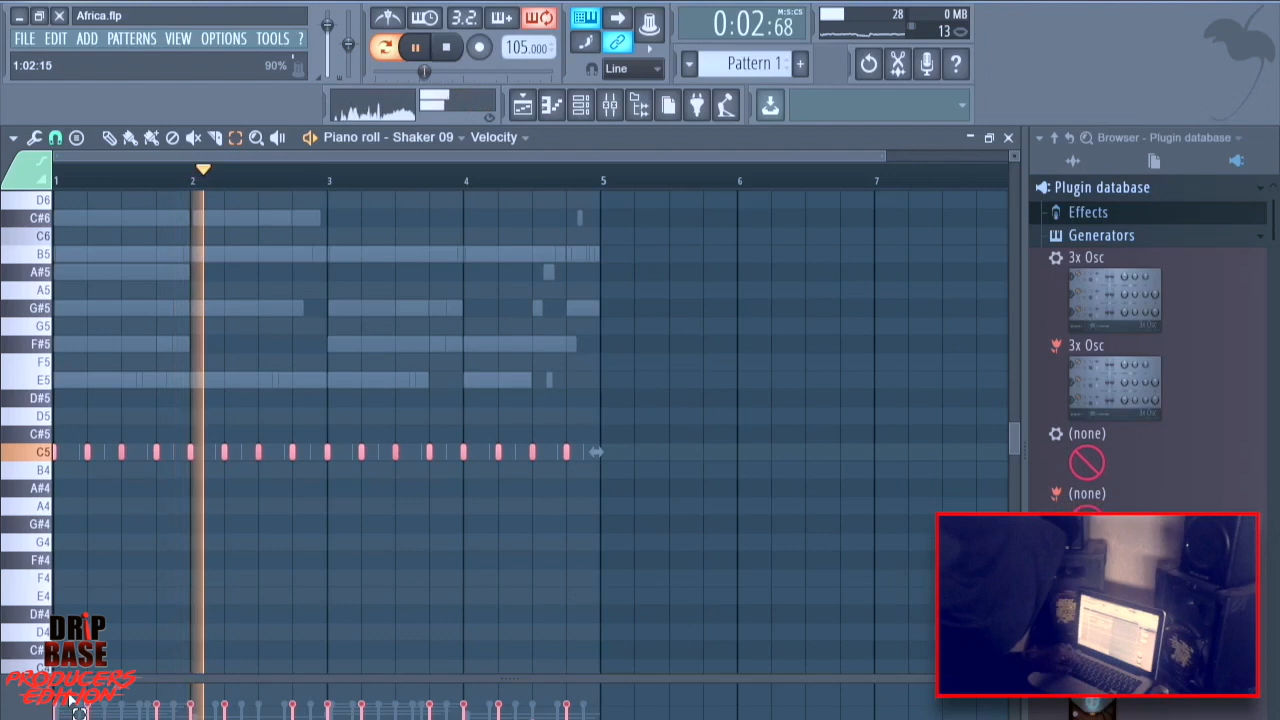 Africa.flp
FILE EDIT ADD PATTERNS VIEW OPTIONS TOOLS ?
1:02:15
90%
3.2.
105.000
Line
0:02:68
M:S:CS
Pattern 1
28
0 MB
13
Piano roll - Shaker 09
Velocity
Browser - Plugin database
1 2 3 4 5 6 7
Plugin database
Effects
Generators
3x Osc
3x Osc
(none)
(none)
D6
C#6
C6
B5
A#5
A5
G#5
G5
F#5
F5
E5
D#5
D5
C#5
C5
B4
A#4
A4
G#4
G4
F#4
F4
E4
D#4
D4
DRiP
BASE
PRODUCERS
EDITION